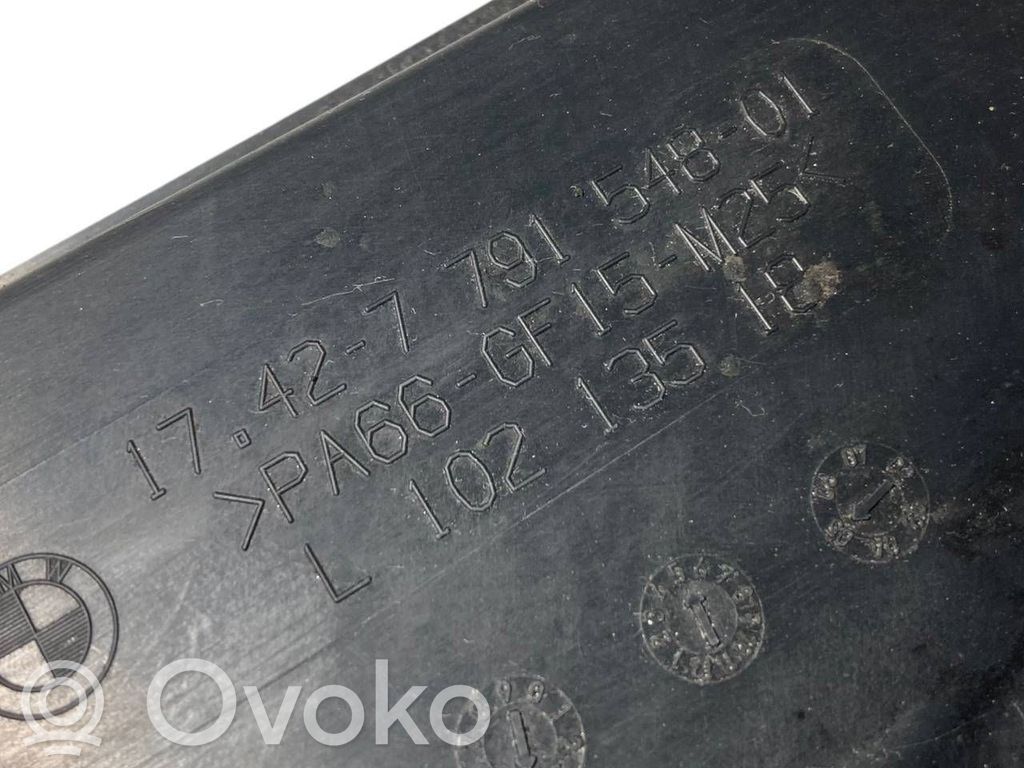 17.42-7 791 548-01
>PA66-GF15-M25<
L 102 135 18
BMW
Ovoko